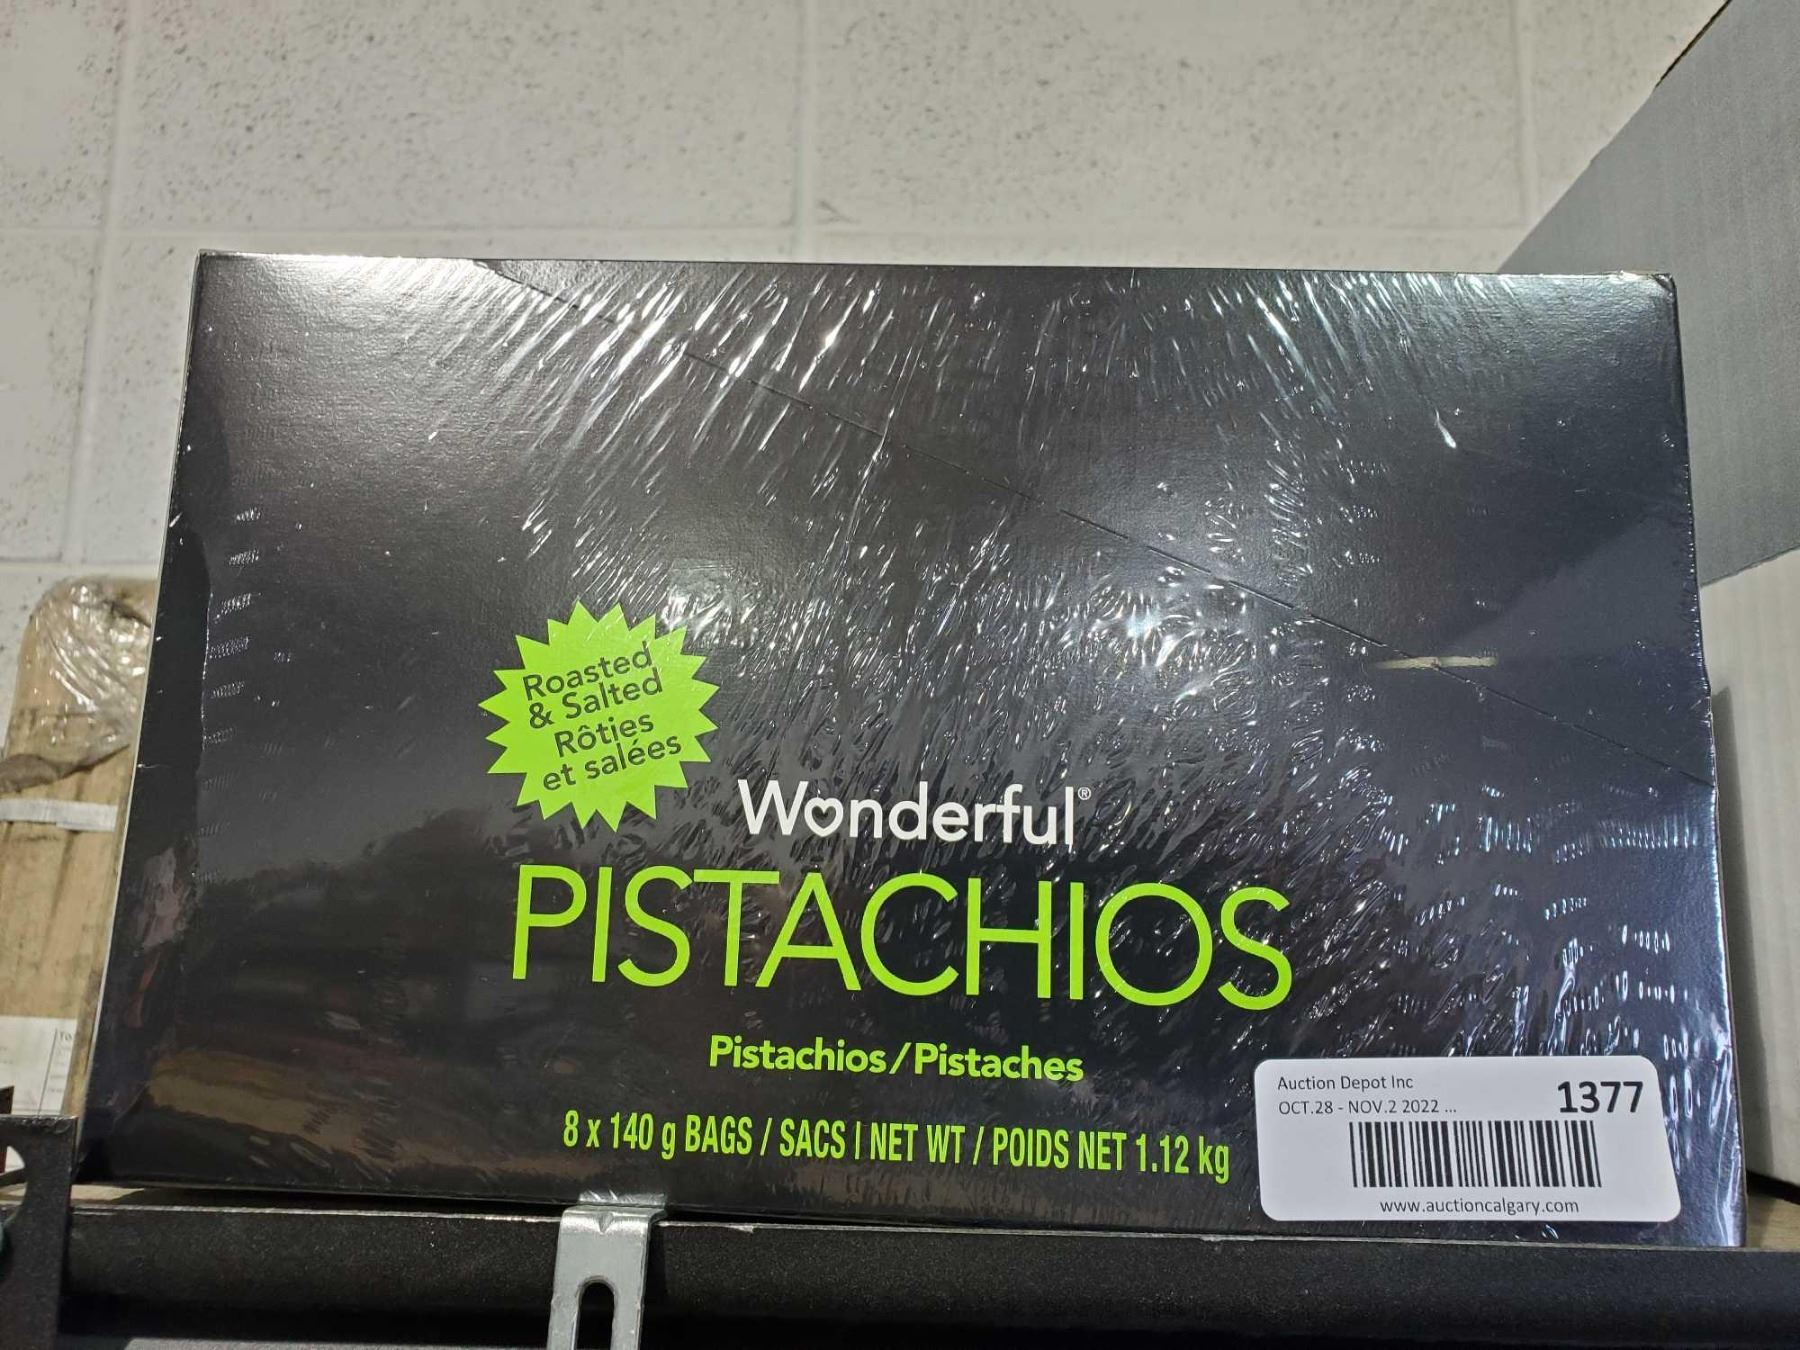 Roasted
& Salted
Rôties
et salées
Wonderful®
PISTACHIOS
Pistachios/Pistaches
8 x 140 g BAGS / SACS | NET WT / POIDS NET 1.12 kg
Auction Depot Inc
OCT.28 - NOV.2 2022 ...
1377
www.auctioncalgary.com